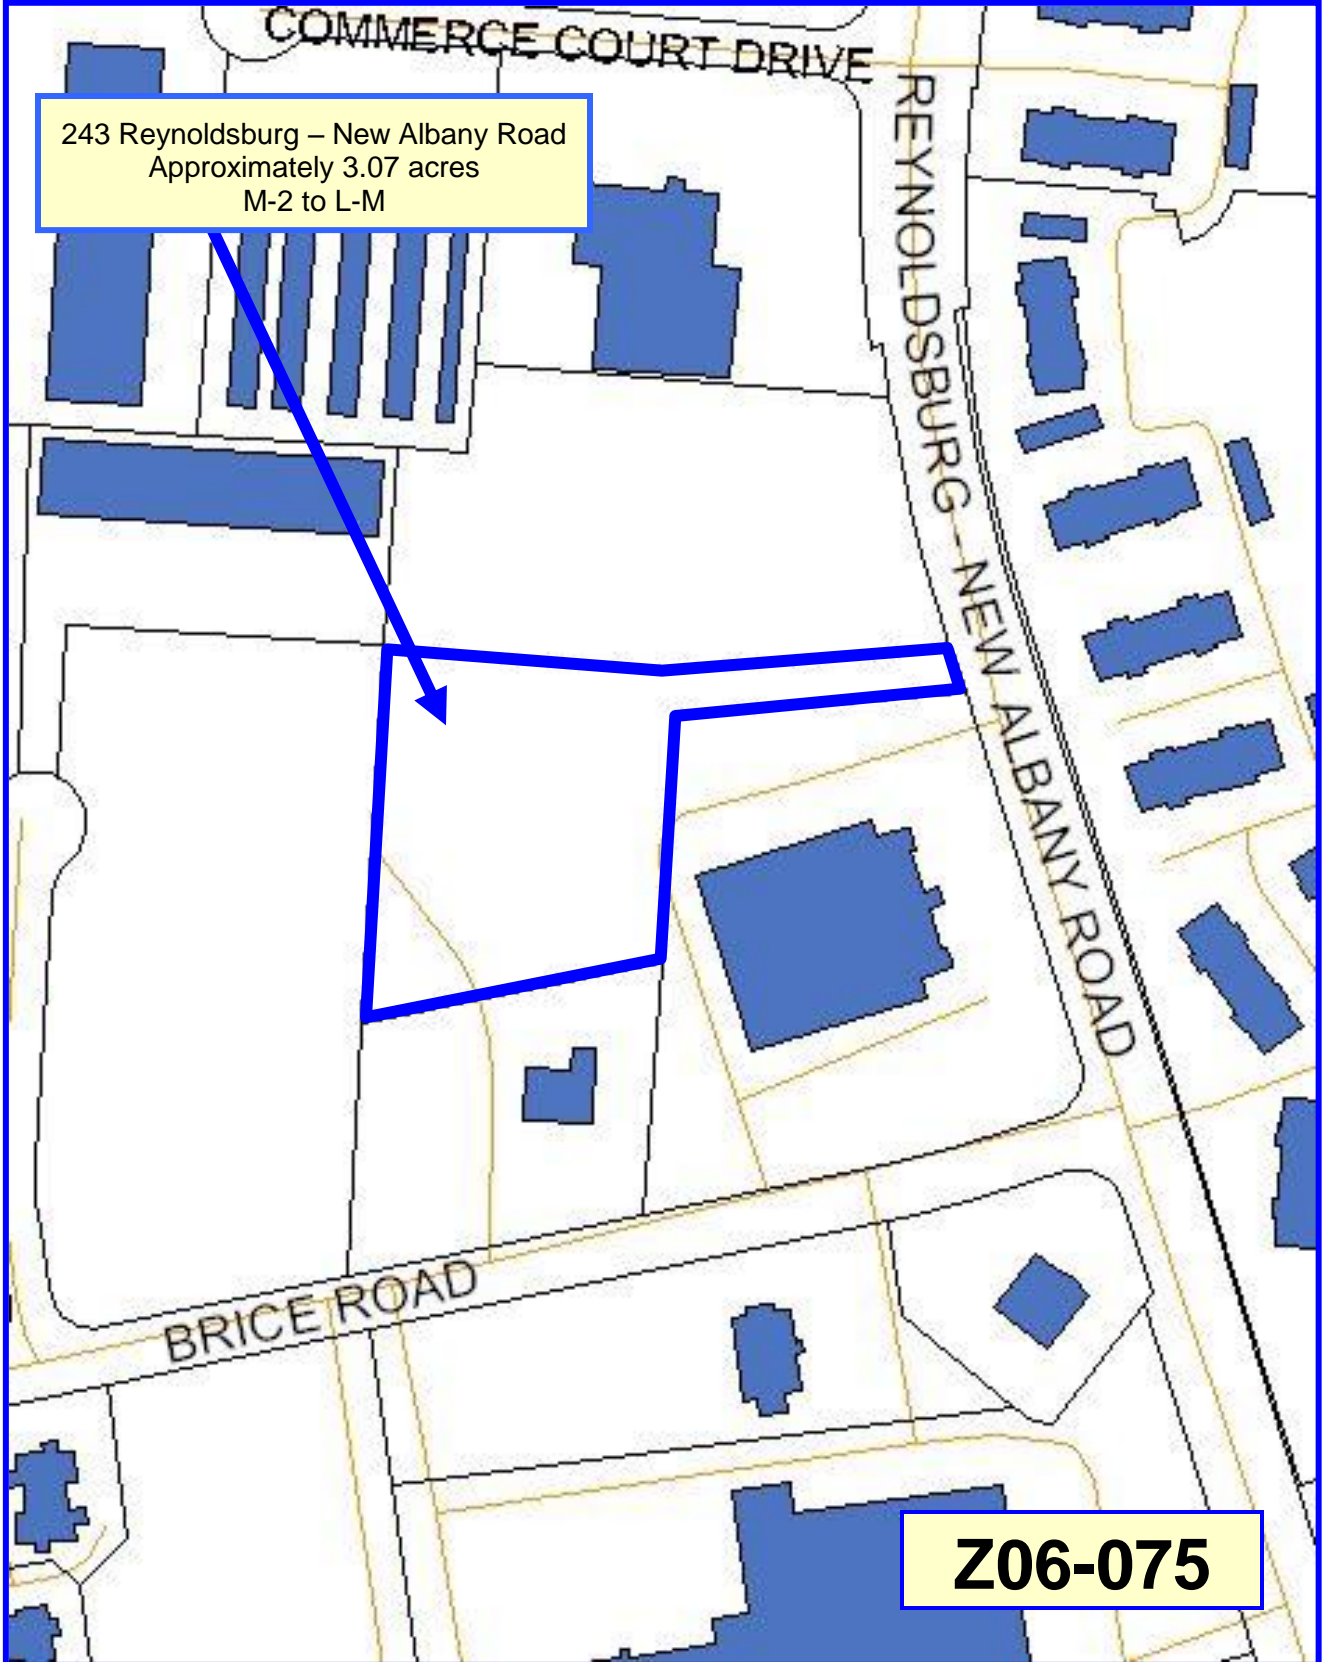 COMMERCE COURT DRIVE
243 Reynoldsburg – New Albany Road
Approximately 3.07 acres
M-2 to L-M
REYNOLDSBURG - NEW ALBANY ROAD
BRICE ROAD
Z06-075